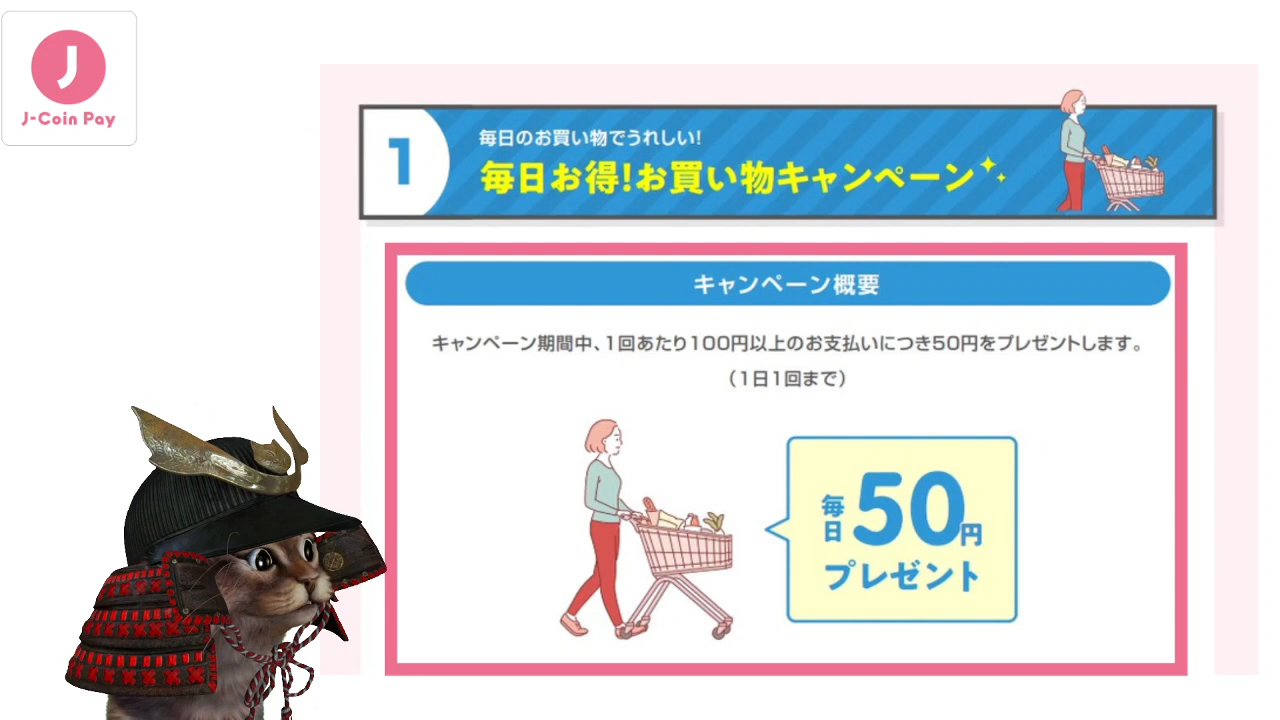 J
J-Coin Pay
1
毎日のお買い物でうれしい!
毎日お得!お買い物キャンペーン
キャンペーン概要
キャンペーン期間中、1回あたり100円以上のお支払いにつき50円をプレゼントします。
(1日1回まで)
毎日50円
プレゼント